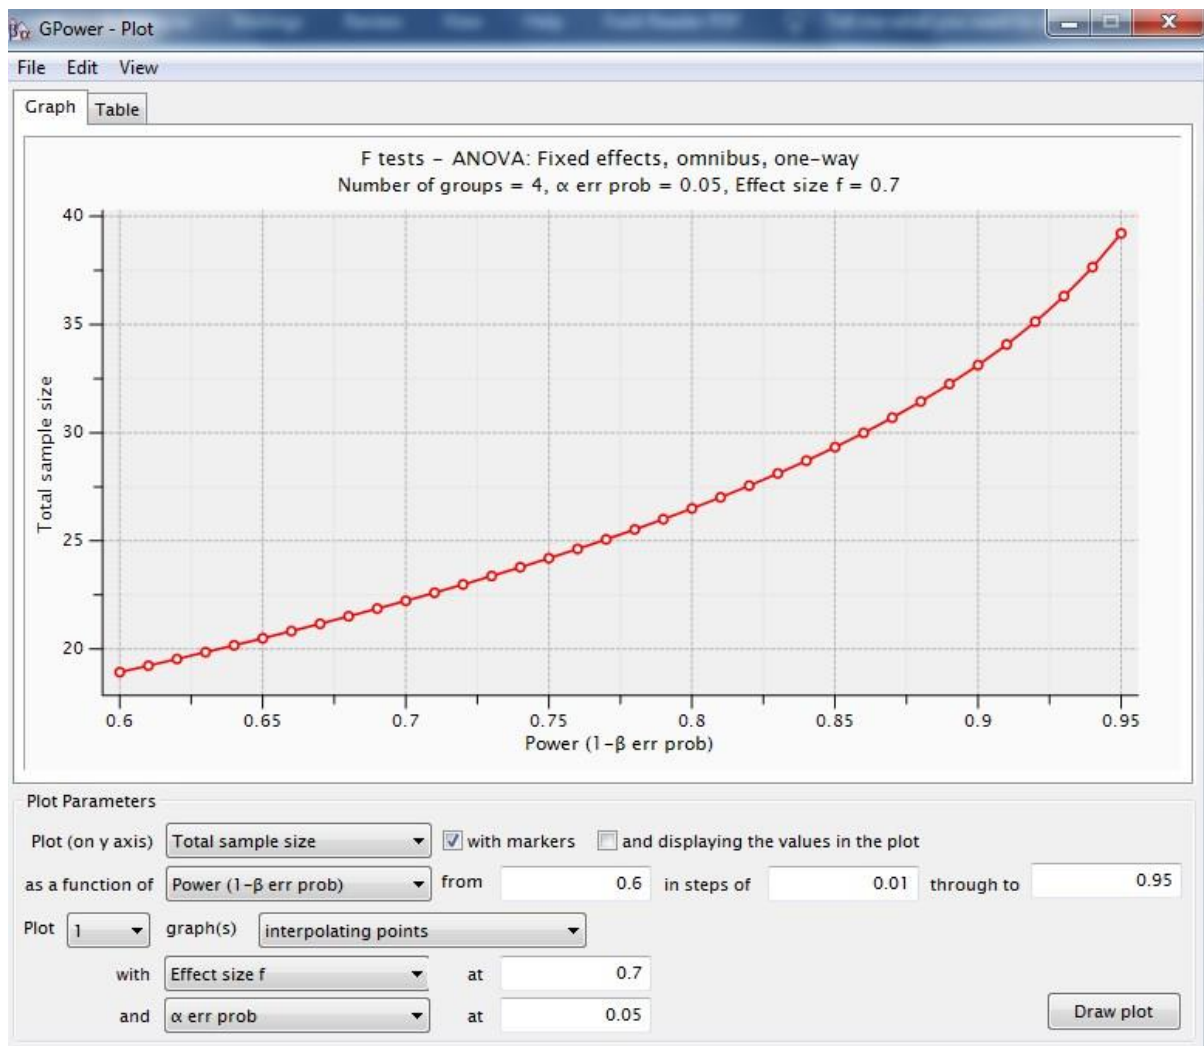 GPower - Plot
File Edit View
Graph Table
F tests - ANOVA: Fixed effects, omnibus, one-way
Number of groups = 4, α err prob = 0.05, Effect size f = 0.7
40
35
30
25
20
Total sample size
0.6 0.65 0.7 0.75 0.8 0.85 0.9 0.95
Power (1-β err prob)
Plot Parameters
Plot (on y axis) Total sample size with markers and displaying the values in the plot
as a function of Power (1-β err prob) from 0.6 in steps of 0.01 through to 0.95
Plot 1 graph(s) interpolating points
with Effect size f at 0.7
and α err prob at 0.05
Draw plot